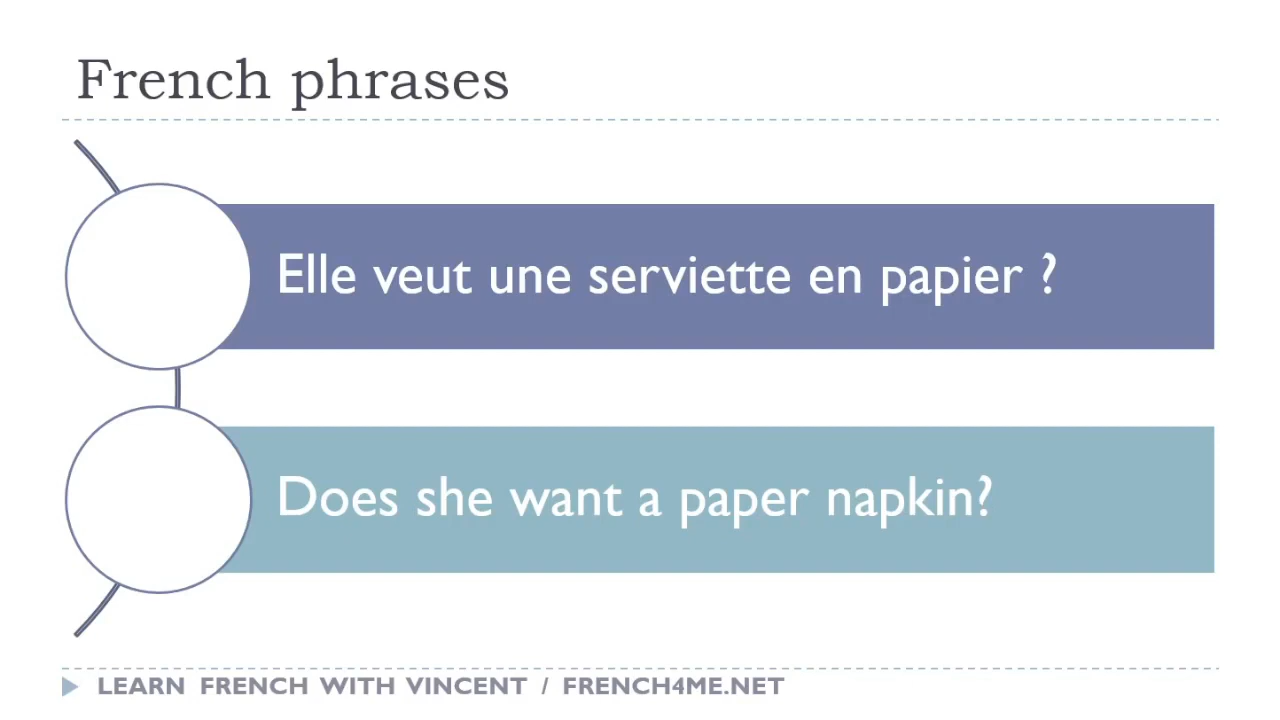 French phrases
Elle veut une serviette en papier ?
Does she want a paper napkin?
LEARN FRENCH WITH VINCENT / FRENCH4ME.NET